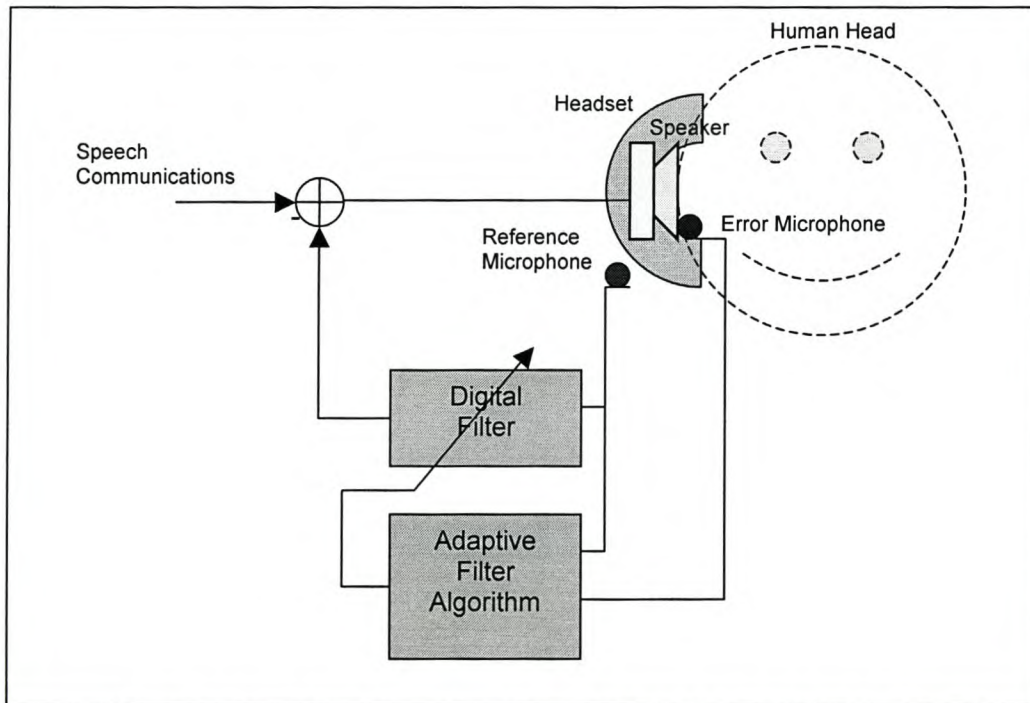 Human Head
Headset
Speaker
Speech
Communications
-
Error Microphone
Reference
Microphone
Digital
Filter
Adaptive
Filter
Algorithm